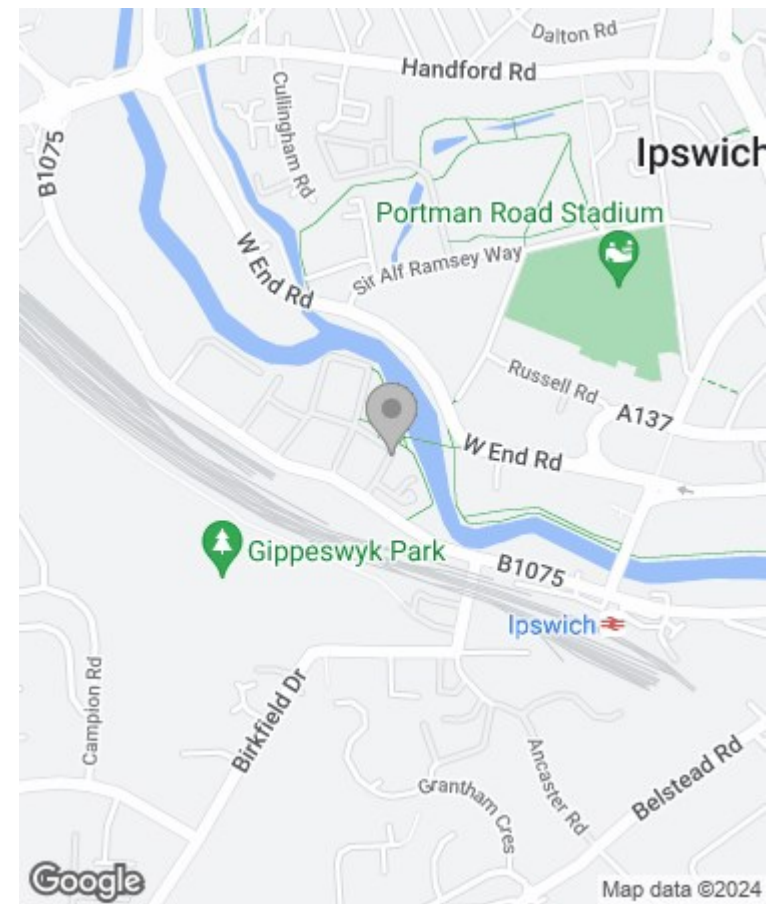 Dalton Rd
Handford Rd
Cullingham Rd
B1075
Ipswich
Portman Road Stadium
Sir Alf Ramsey Way
W End Rd
Russell Rd
A137
W End Rd
Gippeswyk Park
B1075
Ipswich
Campion Rd
Birkfield Dr
Ancaster Rd
Grantham Cres
Belstead Rd
Google
Map data ©2024